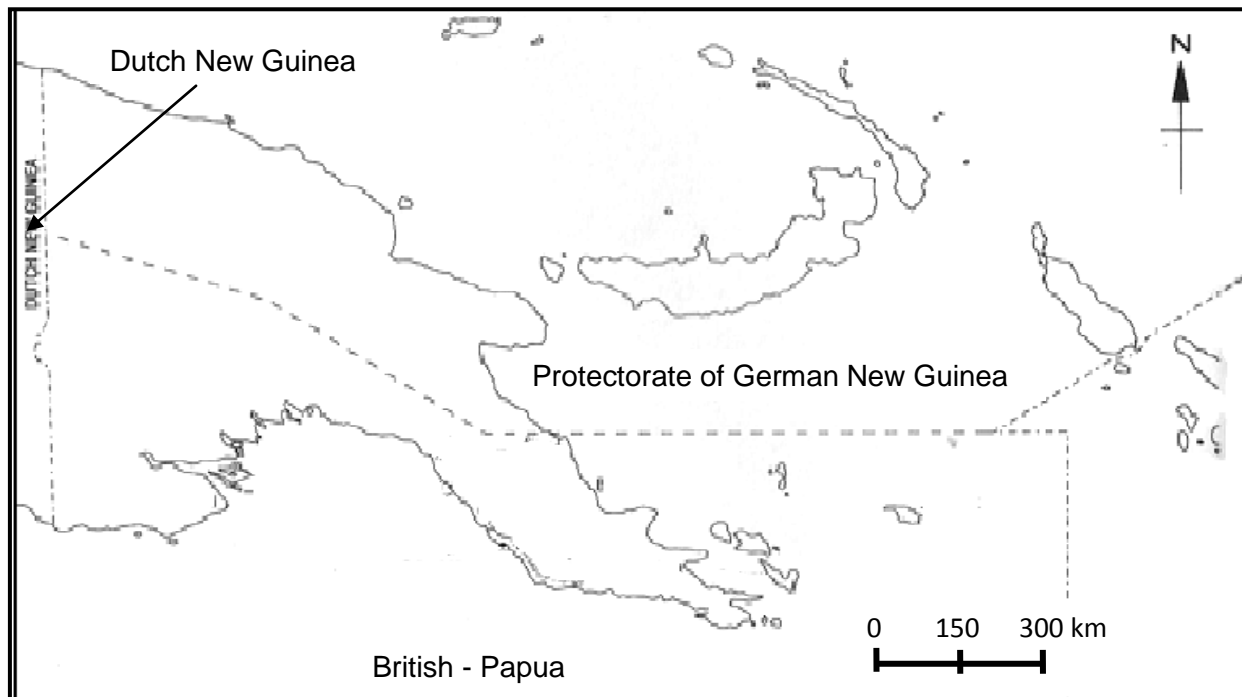 Dutch New Guinea
N
DUTCH NEW GUINEA
Protectorate of German New Guinea
0 150 300 km
British - Papua